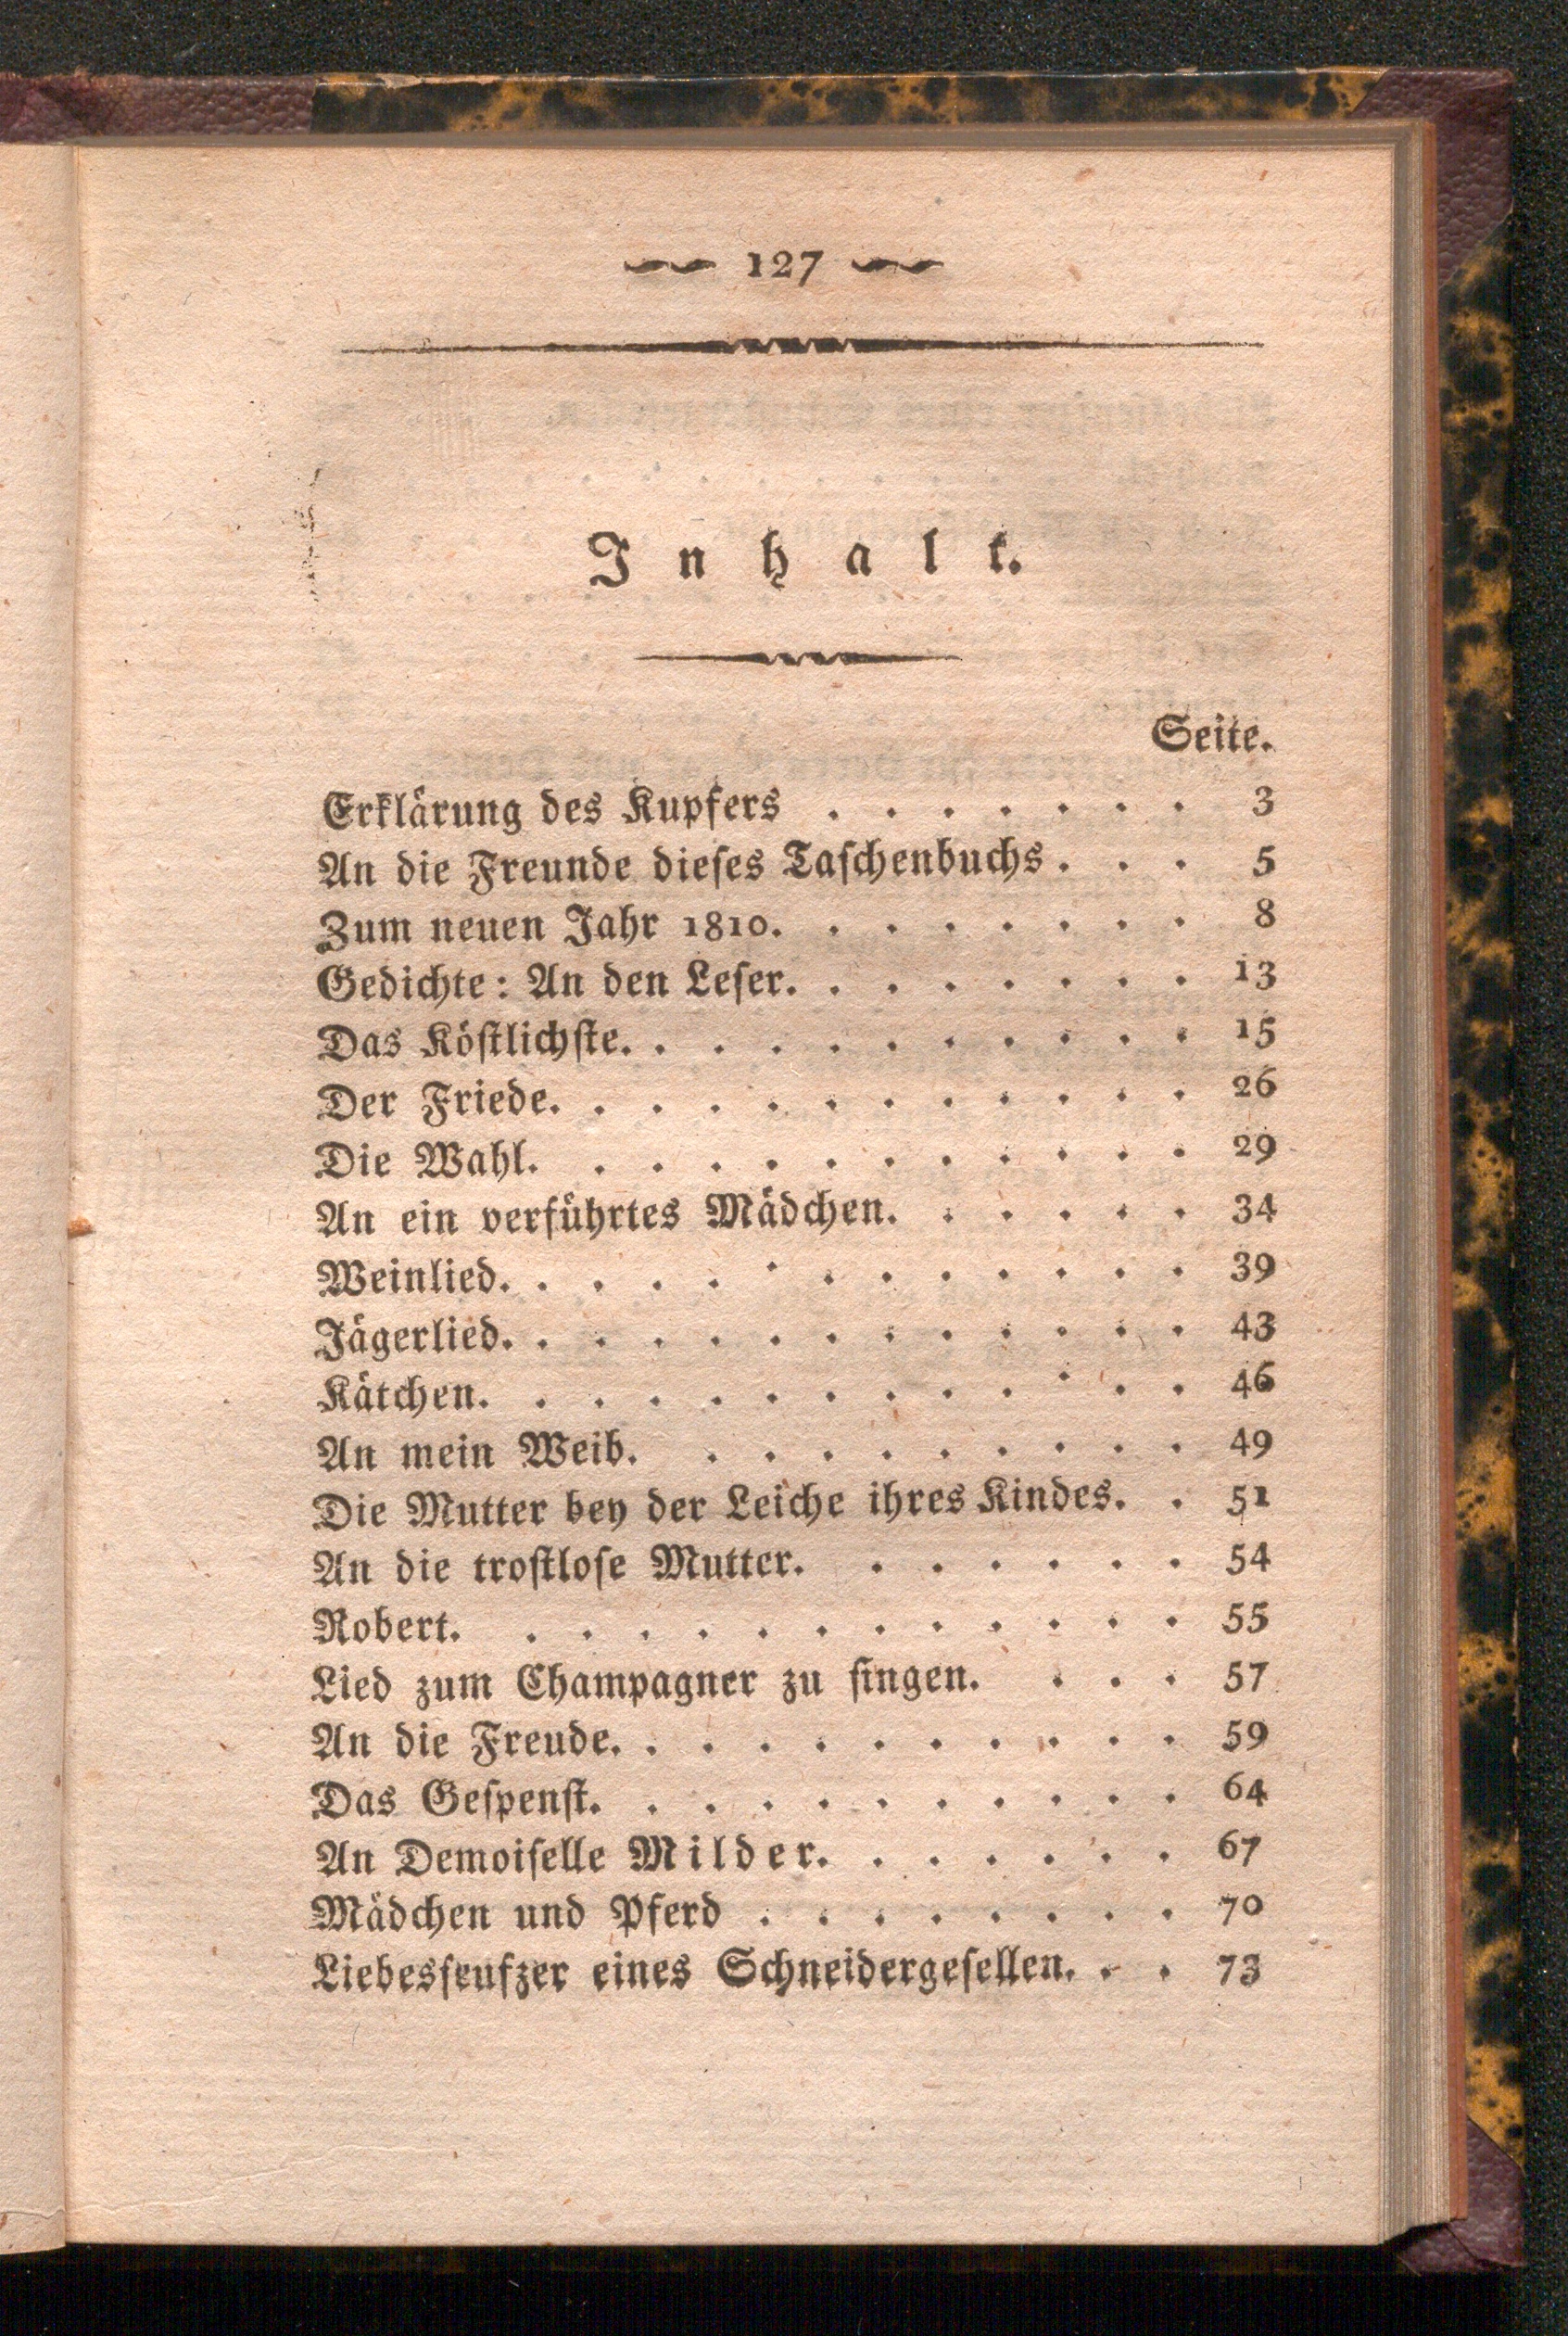 127
Inhalt.
Seite.
Erklärung des Kupfers . . . . . . . 3
An die Freunde dieſes Taſchenbuchs. . . 5
Zum neuen Jahr 1810. . . . . . . . 8
Gedichte: An den Leſer. . . . . . . . 13
Das Köſtlichſte. . . . . . . . . . . 15
Der Friede. . . . . . . . . . . . 26
Die Wahl. . . . . . . . . . . . 29
An ein verführtes Mädchen. . . . . . 34
Weinlied. . . . . . . . . . . . . 39
Jägerlied. . . . . . . . . . . . . 43
Kätchen. . . . . . . . . . . . . 46
An mein Weib. . . . . . . . . . 49
Die Mutter bey der Leiche ihres Kindes. . 51
An die troſtloſe Mutter. . . . . . . 54
Robert. . . . . . . . . . . . . 55
Lied zum Champagner zu ſingen. . . . 57
An die Freude. . . . . . . . . . . 59
Das Geſpenſt. . . . . . . . . . . 64
An Demoiſelle Milder. . . . . . . 67
Mädchen und Pferd . . . . . . . . 70
Liebesſeufzer eines Schneidergeſellen. . . 73